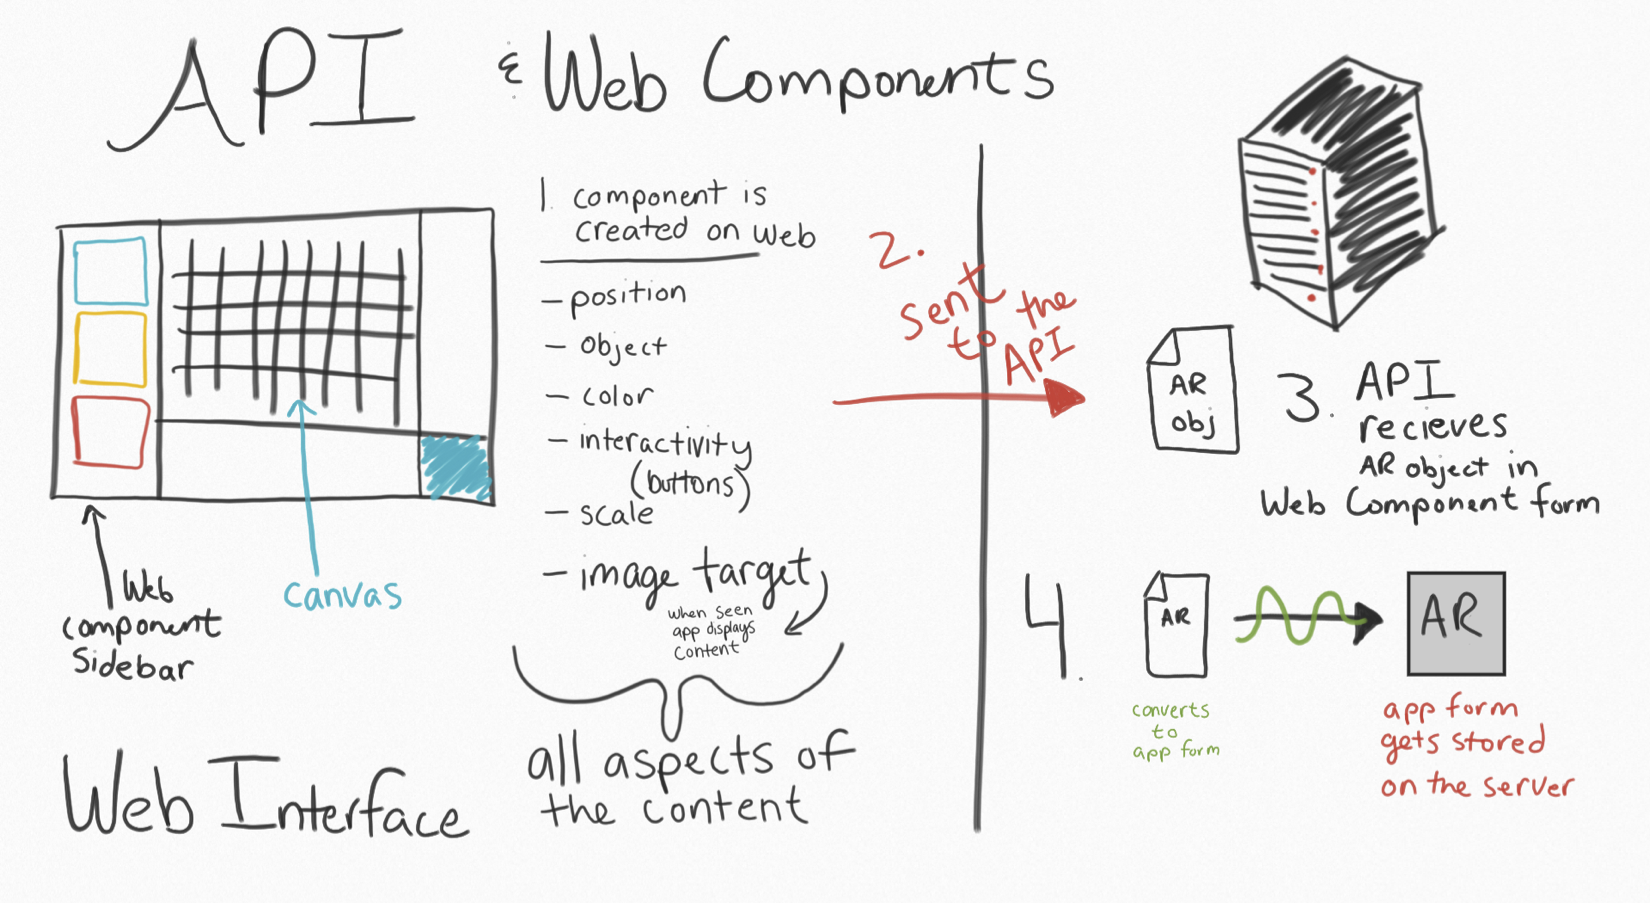 API & Web Components
1. component is
created on Web
- position
- object
- color
- interactivity
(buttons)
- scale
- image target
when seen
app displays
content
all aspects of
the content
canvas
Web
component
Sidebar
Web Interface
2.
sent
to the
API
AR
obj
3. API
recieves
AR object in
Web Component form
4.
AR
converts
to
app form
AR
app form
gets stored
on the server